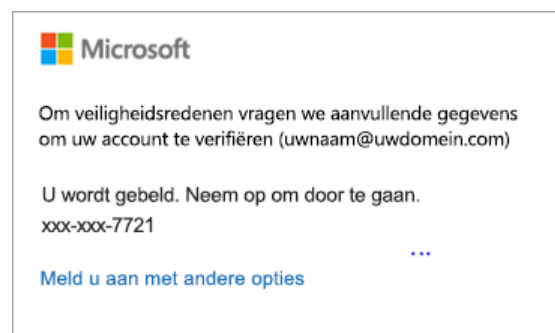 Microsoft
Om veiligheidsredenen vragen we aanvullende gegevens
om uw account te verifiëren (uwnaam@uwdomein.com)
U wordt gebeld. Neem op om door te gaan.
xxx-xxx-7721
...
Meld u aan met andere opties